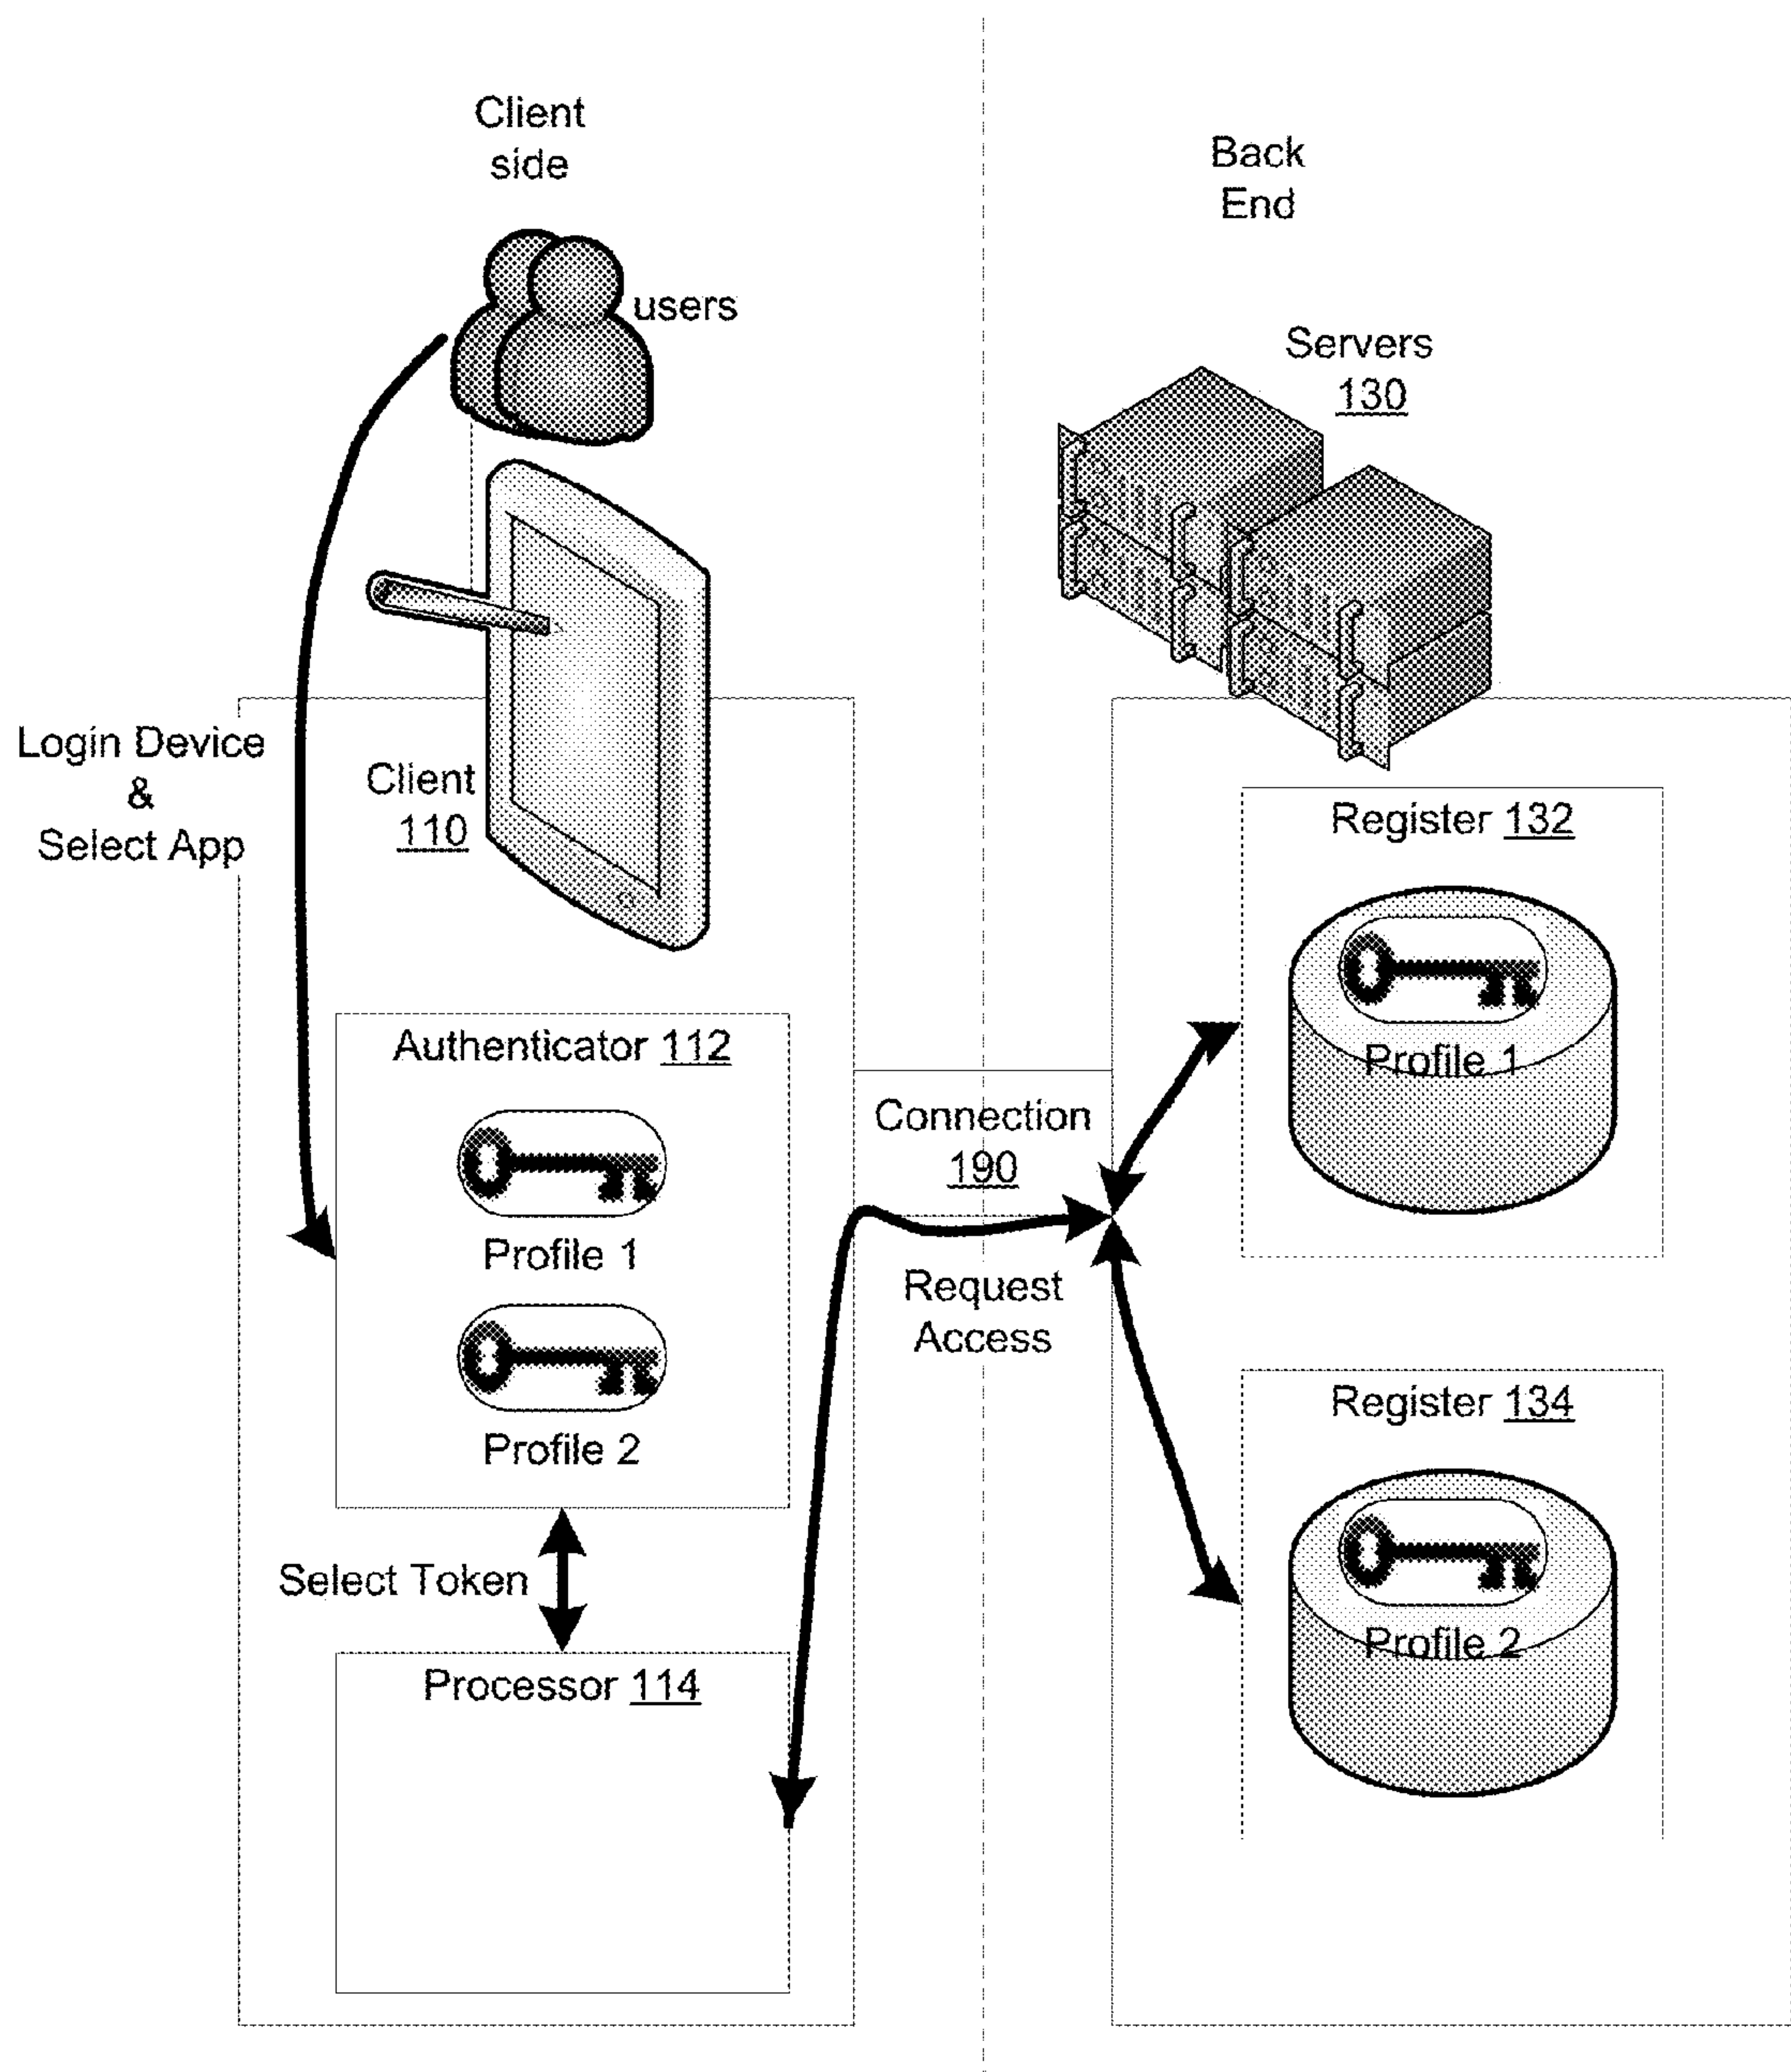 Client
side
users
Login Device
&
Select App
Client
110
Authenticator 112
Profile 1
Profile 2
Select Token
Processor 114
Connection
190
Request
Access
Back
End
Servers
130
Register 132
Profile 1
Register 134
Profile 2